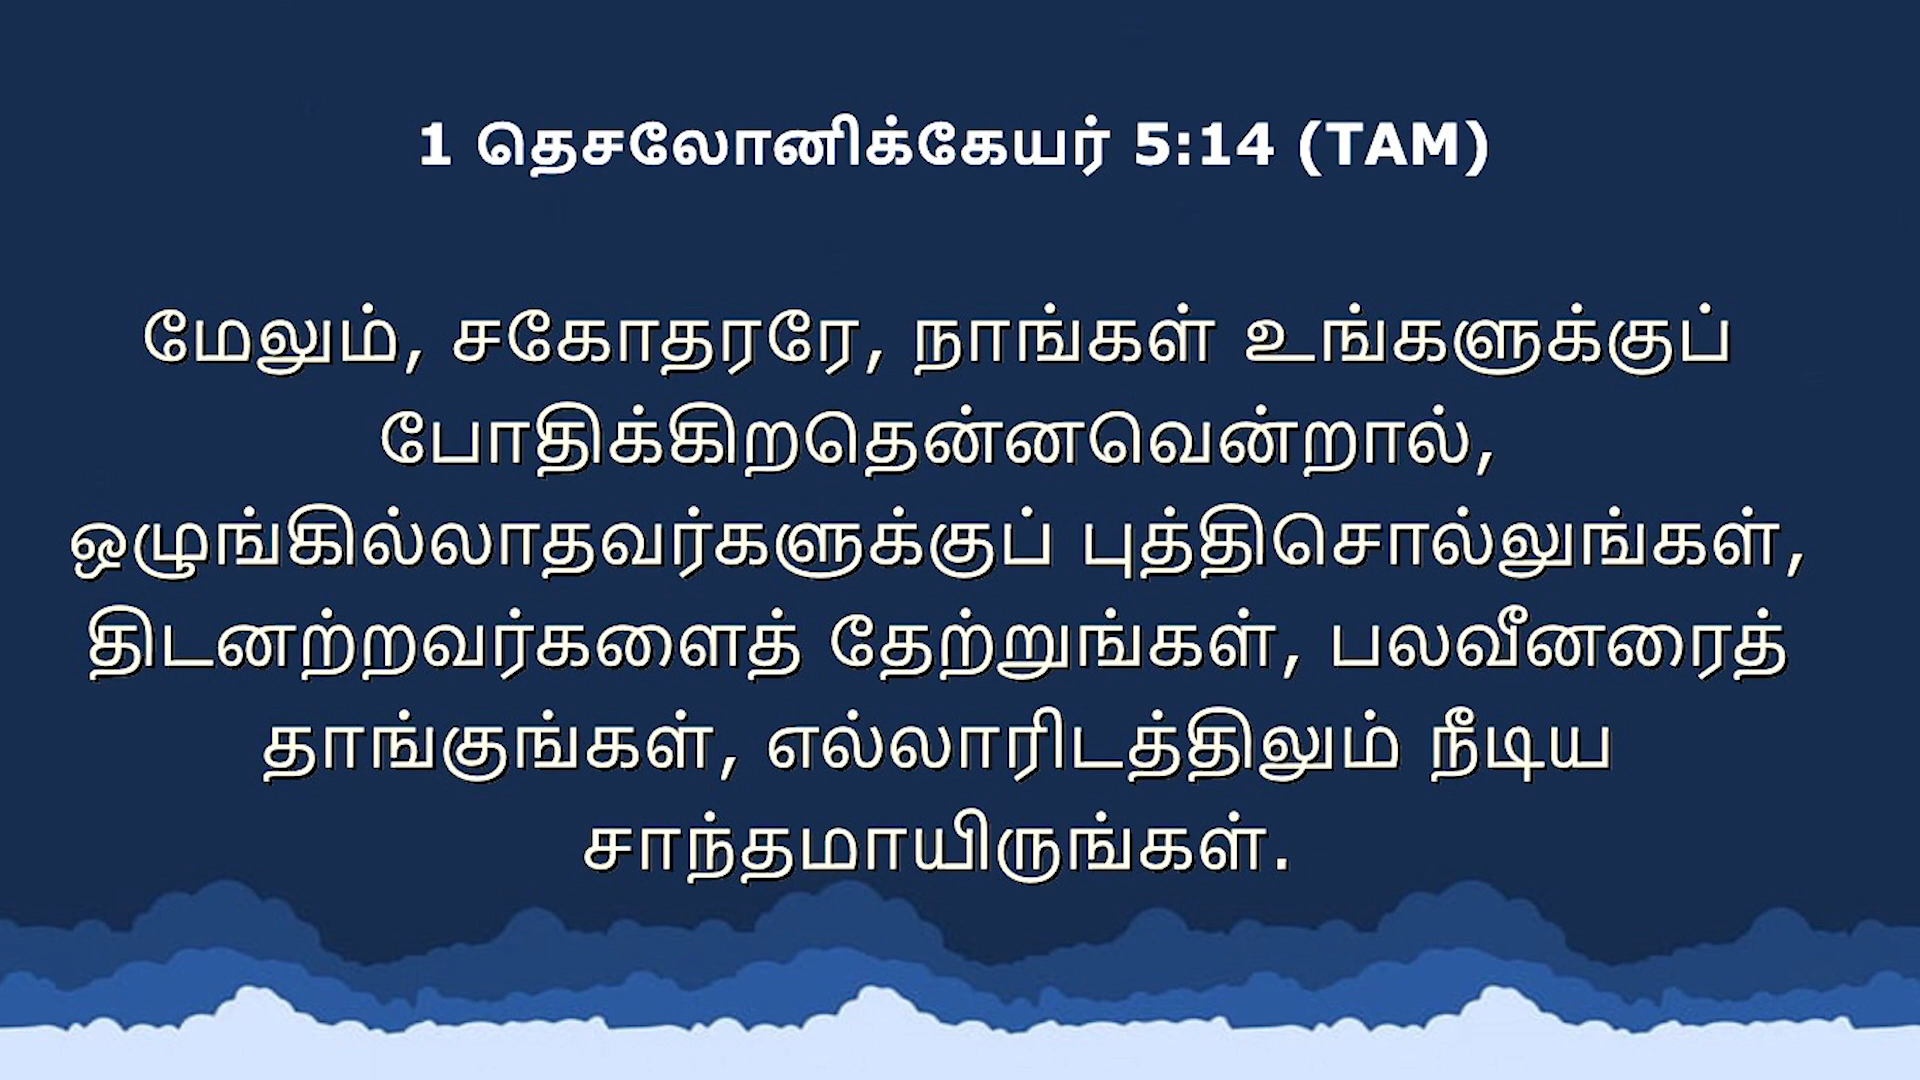 1 தெசலோனிக்கேயர் 5:14 (TAM)
மேலும், சகோதரரே, நாங்கள் உங்களுக்குப்
போதிக்கிறதென்னவென்றால்,
ஒழுங்கில்லாதவர்களுக்குப் புத்திசொல்லுங்கள்,
திடனற்றவர்களைத் தேற்றுங்கள், பலவீனரைத்
தாங்குங்கள், எல்லாரிடத்திலும் நீடிய
சாந்தமாயிருங்கள்.